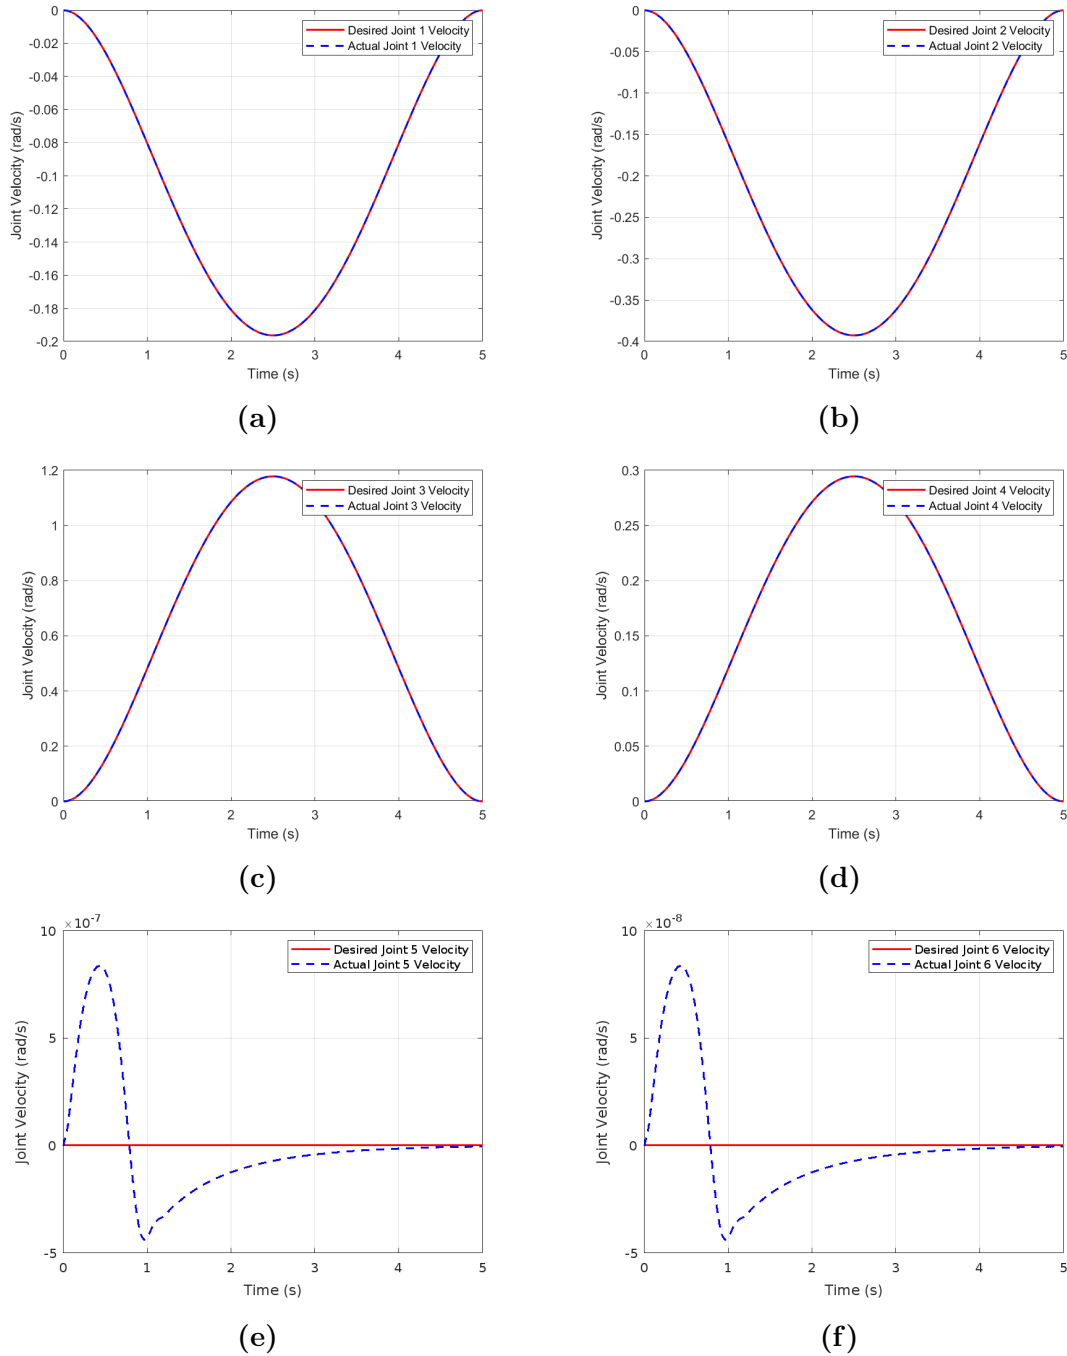 0
-0.02
-0.04
-0.06
-0.08
-0.1
-0.12
-0.14
-0.16
-0.18
-0.2
0 1 2 3 4 5
Joint Velocity (rad/s)
Time (s)
Desired Joint 1 Velocity
Actual Joint 1 Velocity
(a)
0
-0.05
-0.1
-0.15
-0.2
-0.25
-0.3
-0.35
-0.4
0 1 2 3 4 5
Joint Velocity (rad/s)
Time (s)
Desired Joint 2 Velocity
Actual Joint 2 Velocity
(b)
1.2
1
0.8
0.6
0.4
0.2
0
0 1 2 3 4 5
Joint Velocity (rad/s)
Time (s)
Desired Joint 3 Velocity
Actual Joint 3 Velocity
(c)
0.3
0.25
0.2
0.15
0.1
0.05
0
0 1 2 3 4 5
Joint Velocity (rad/s)
Time (s)
Desired Joint 4 Velocity
Actual Joint 4 Velocity
(d)
×10⁻⁷
10
5
0
-5
0 1 2 3 4 5
Joint Velocity (rad/s)
Time (s)
Desired Joint 5 Velocity
Actual Joint 5 Velocity
(e)
×10⁻⁸
10
5
0
-5
0 1 2 3 4 5
Joint Velocity (rad/s)
Time (s)
Desired Joint 6 Velocity
Actual Joint 6 Velocity
(f)